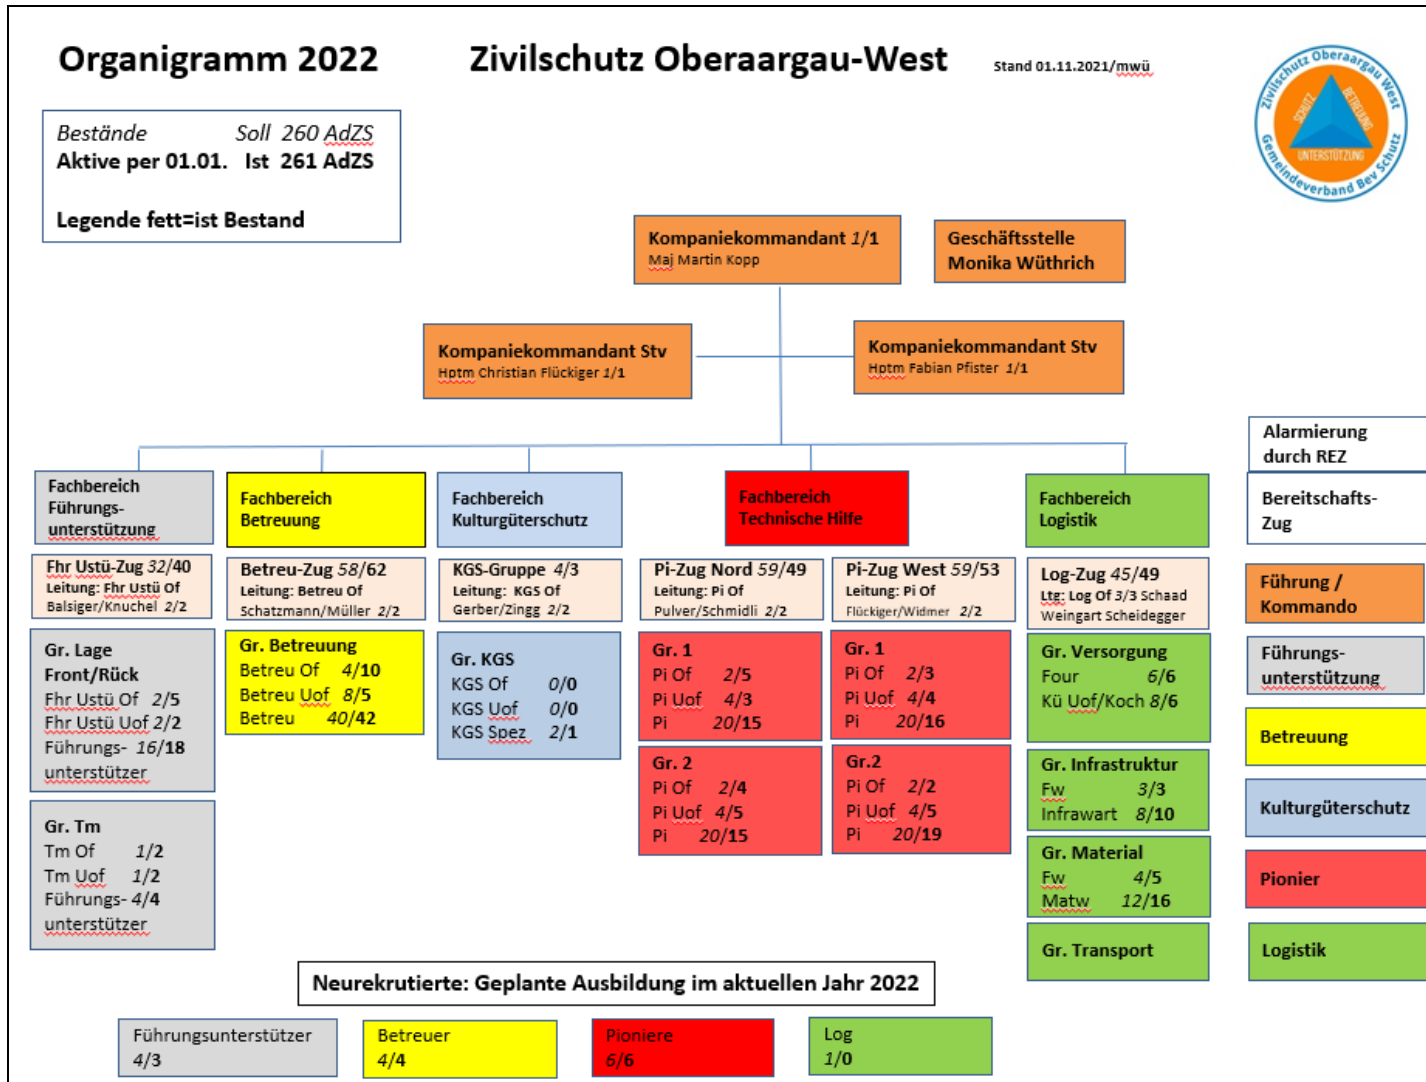 Organigramm 2022 Zivilschutz Oberaargau-West Stand 01.11.2021/mwü
Zivilschutz Oberaargau West
SCHUTZ BETREUUNG
UNTERSTÜTZUNG
Gemeindeverband Bev Schutz
Bestände Soll 260 AdZS
Aktive per 01.01. Ist 261 AdZS
Legende fett=ist Bestand
Kompaniekommandant 1/1
Maj Martin Kopp
Geschäftsstelle
Monika Wüthrich
Kompaniekommandant Stv
Hptm Christian Flückiger 1/1
Kompaniekommandant Stv
Hptm Fabian Pfister 1/1
Fachbereich
Führungs-
unterstützung
Fachbereich
Betreuung
Fachbereich
Kulturgüterschutz
Fachbereich
Technische Hilfe
Fachbereich
Logistik
Fhr Ustü-Zug 32/40
Leitung: Fhr Ustü Of
Balsiger/Knuchel 2/2
Betreu-Zug 58/62
Leitung: Betreu Of
Schatzmann/Müller 2/2
KGS-Gruppe 4/3
Leitung: KGS Of
Gerber/Zingg 2/2
Pi-Zug Nord 59/49
Leitung: Pi Of
Pulver/Schmidli 2/2
Pi-Zug West 59/53
Leitung: Pi Of
Flückiger/Widmer 2/2
Log-Zug 45/49
Ltg: Log Of 3/3 Schaad
Weingart Scheidegger
Gr. Lage
Front/Rück
Fhr Ustü Of 2/5
Fhr Ustü Uof 2/2
Führungs- 16/18
unterstützer
Gr. Tm
Tm Of 1/2
Tm Uof 1/2
Führungs- 4/4
unterstützer
Gr. Betreuung
Betreu Of 4/10
Betreu Uof 8/5
Betreu 40/42
Gr. KGS
KGS Of 0/0
KGS Uof 0/0
KGS Spez 2/1
Gr. 1
Pi Of 2/5
Pi Uof 4/3
Pi 20/15
Gr. 2
Pi Of 2/4
Pi Uof 4/5
Pi 20/15
Gr. 1
Pi Of 2/3
Pi Uof 4/4
Pi 20/16
Gr.2
Pi Of 2/2
Pi Uof 4/5
Pi 20/19
Gr. Versorgung
Four 6/6
Kü Uof/Koch 8/6
Gr. Infrastruktur
Fw 3/3
Infrawart 8/10
Gr. Material
Fw 4/5
Matw 12/16
Gr. Transport
Alarmierung
durch REZ
Bereitschafts-
Zug
Führung /
Kommando
Führungs-
unterstützung
Betreuung
Kulturgüterschutz
Pionier
Logistik
Neurekrutierte: Geplante Ausbildung im aktuellen Jahr 2022
Führungsunterstützer
4/3
Betreuer
4/4
Pioniere
6/6
Log
1/0